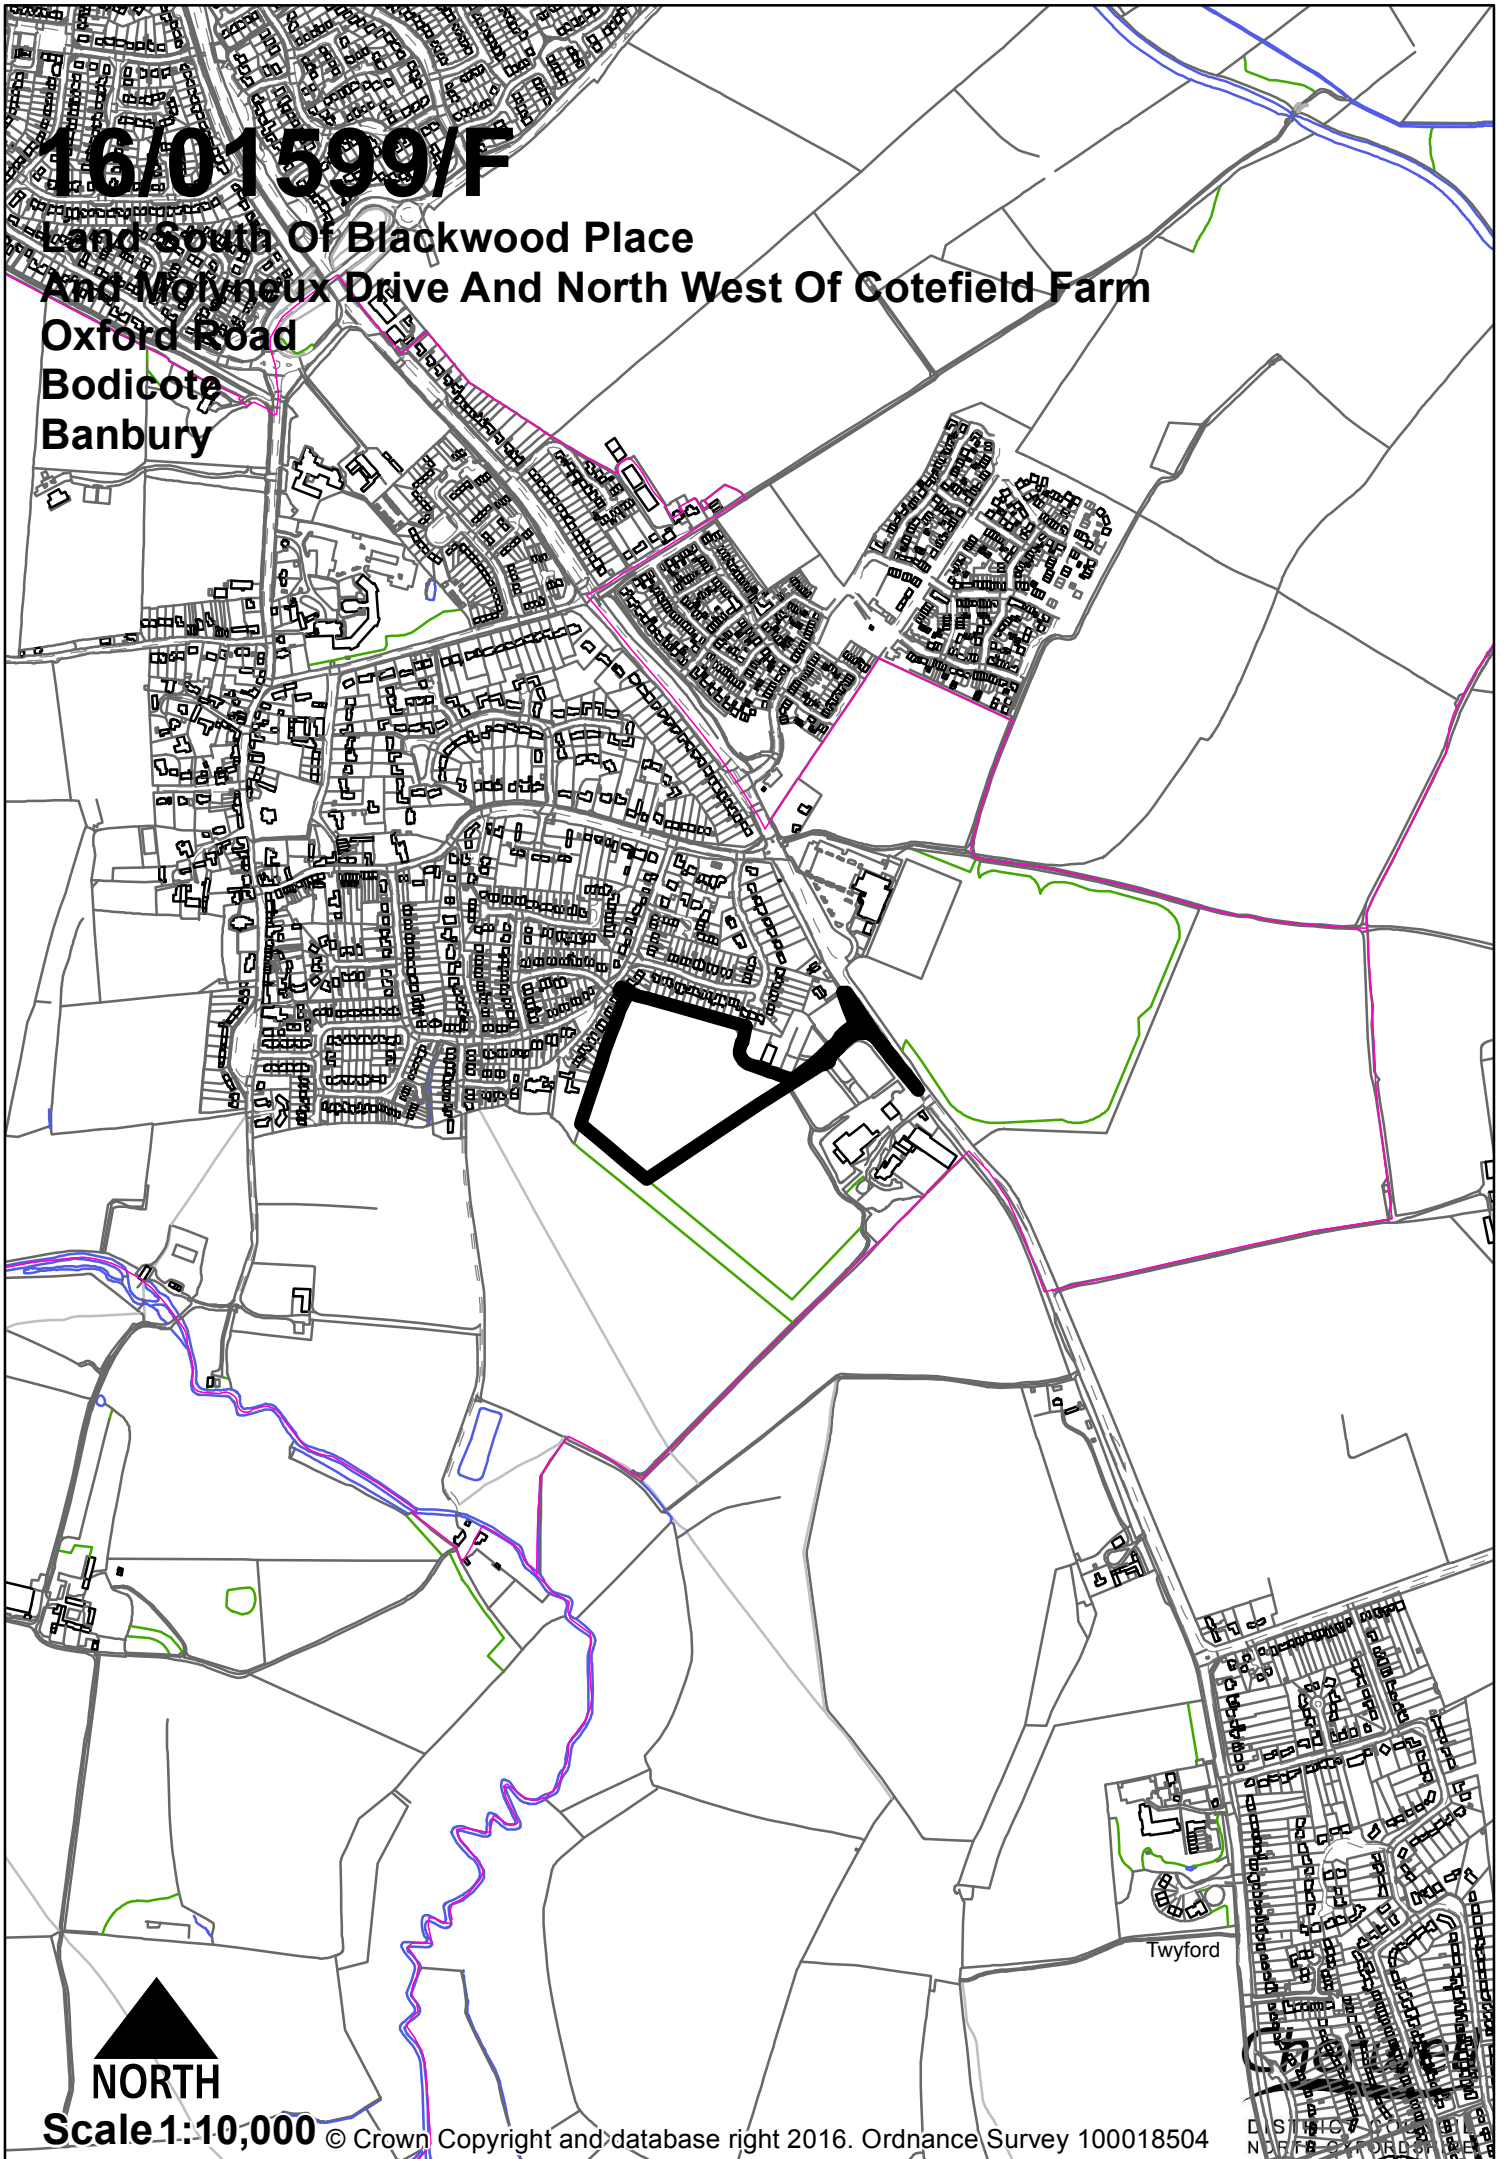 16/01599/F
Land South Of Blackwood Place
And Molyneux Drive And North West Of Cotefield Farm
Oxford Road
Bodicote
Banbury
Twyford
NORTH
Scale 1:10,000
© Crown Copyright and database right 2016. Ordnance Survey 100018504
DISTRICT COUNCIL
NORTH OXFORDSHIRE